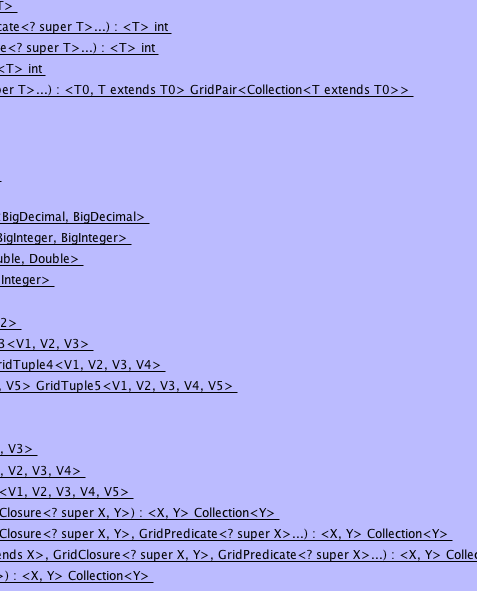 T>
cate<? super T>...) : <T> int
e<? super T>...) : <T> int
<T> int
per T>...) : <T0, T extends T0> GridPair<Collection<T extends T0>>
<BigDecimal, BigDecimal>
BigInteger, BigInteger>
uble, Double>
Integer>
2>
3<V1, V2, V3>
ridTuple4<V1, V2, V3, V4>
, V5> GridTuple5<V1, V2, V3, V4, V5>
, V3>
, V2, V3, V4>
<V1, V2, V3, V4, V5>
Closure<? super X, Y>) : <X, Y> Collection<Y>
Closure<? super X, Y>, GridPredicate<? super X>...) : <X, Y> Collection<Y>
ends X>, GridClosure<? super X, Y>, GridPredicate<? super X>...) : <X, Y> Collec
>) : <X, Y> Collection<Y>